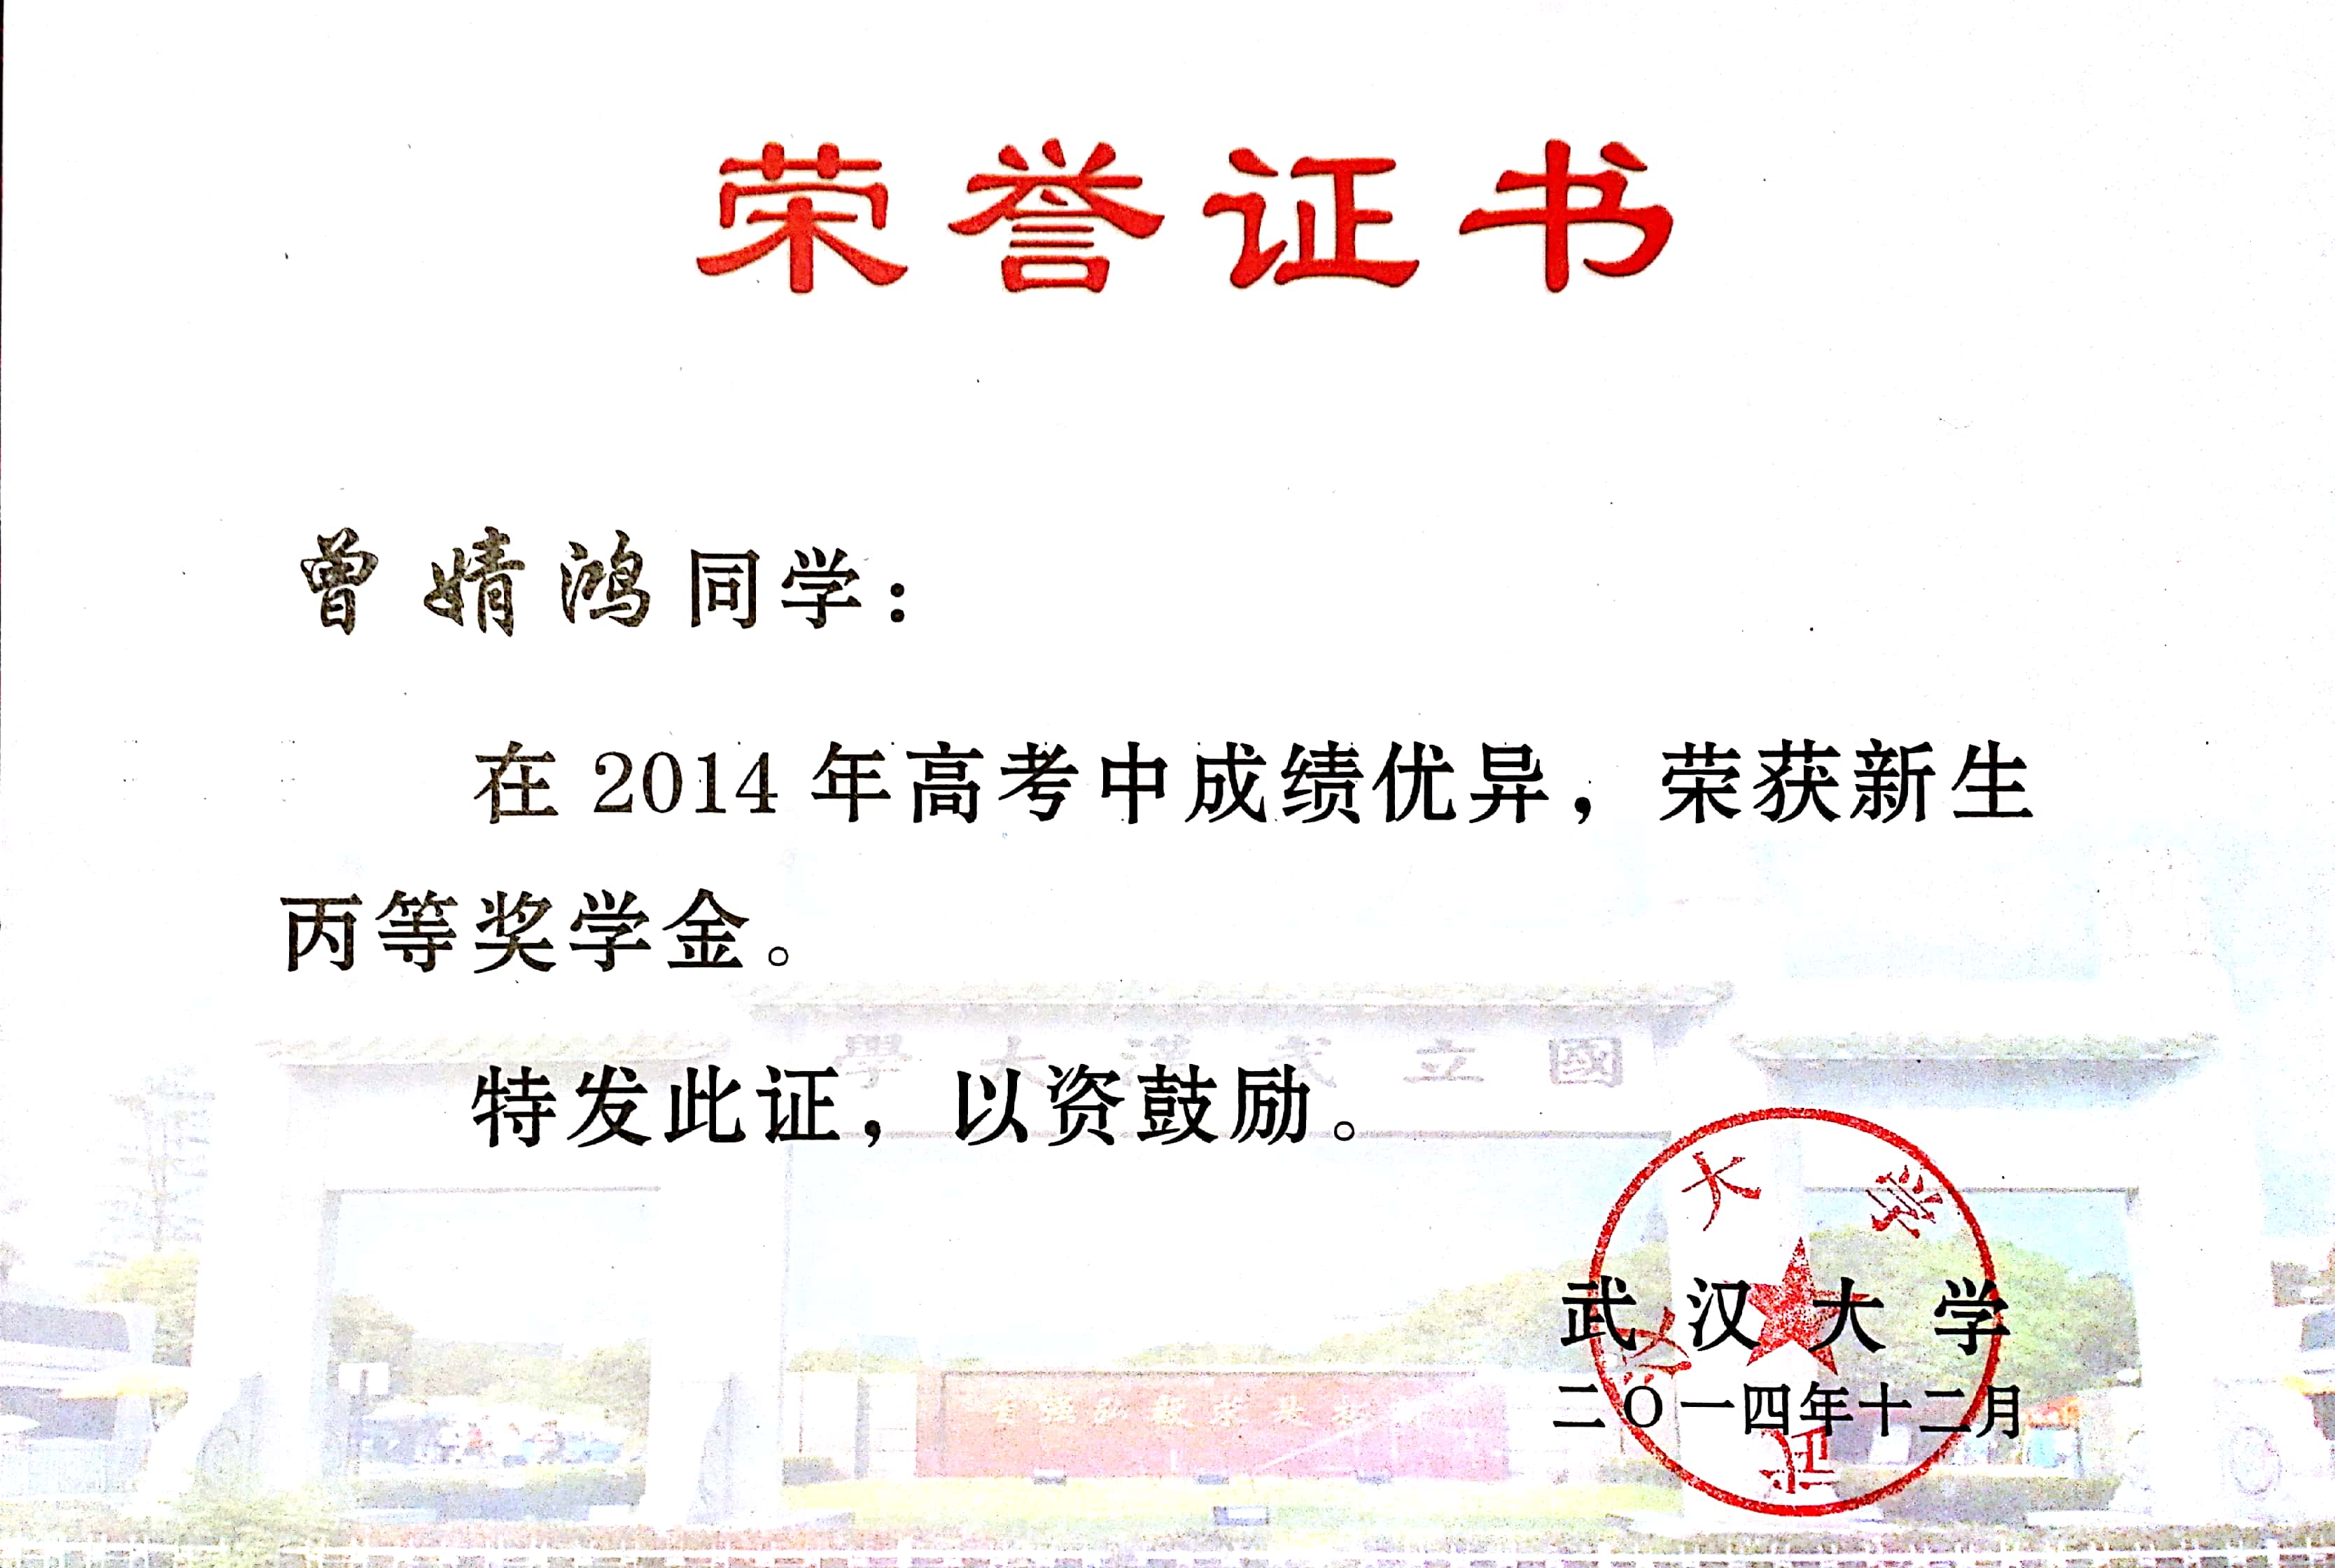 荣誉证书
曾婧鸿同学：
在 2014 年高考中成绩优异，荣获新生
丙等奖学金。
特发此证，以资鼓励。
國立武漢大學
武汉大学
武汉大学
二〇一四年十二月